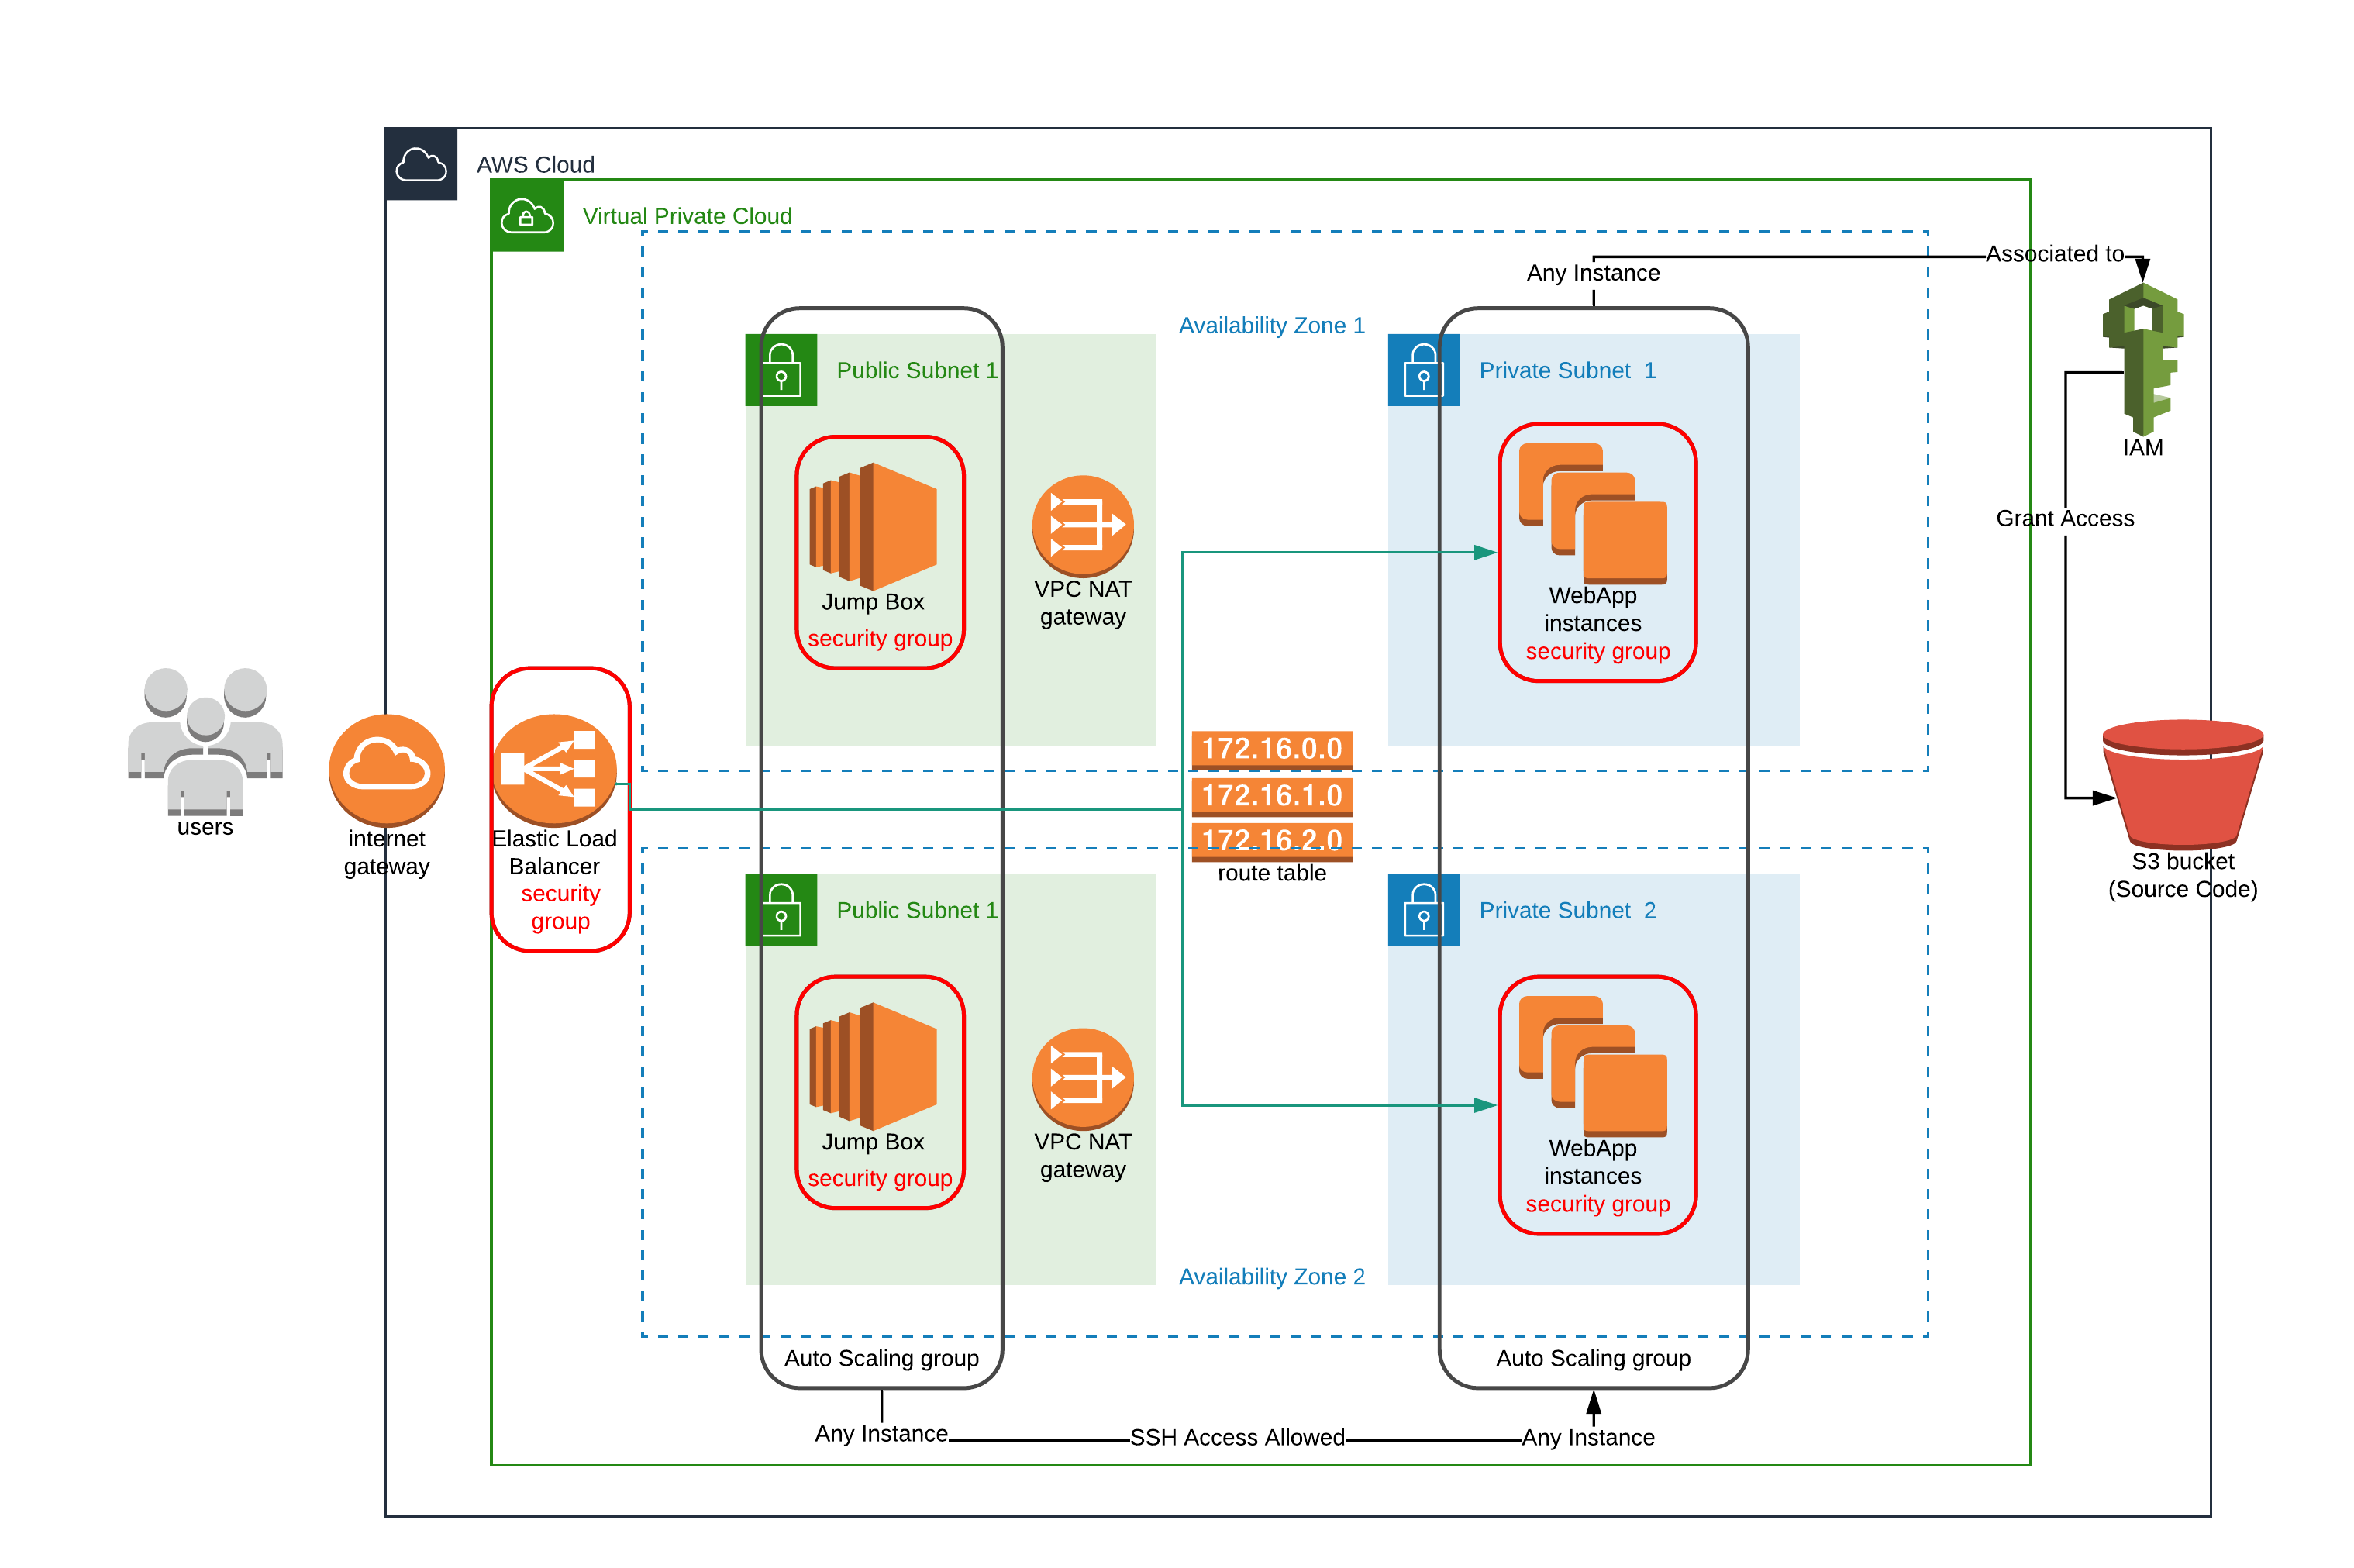 AWS Cloud
Virtual Private Cloud
Associated to
Any Instance
Availability Zone 1
Public Subnet 1
Private Subnet 1
IAM
Grant Access
Jump Box
security group
VPC NAT
gateway
WebApp
instances
security group
172.16.0.0
172.16.1.0
172.16.2.0
route table
users
internet
gateway
Elastic Load
Balancer
security
group
S3 bucket
(Source Code)
Public Subnet 1
Private Subnet 2
Jump Box
security group
VPC NAT
gateway
WebApp
instances
security group
Availability Zone 2
Auto Scaling group
Auto Scaling group
Any Instance
SSH Access Allowed
Any Instance